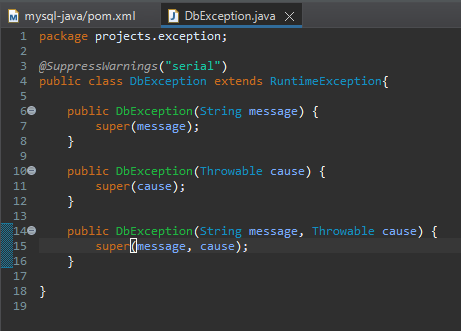 mysql-java/pom.xml DbException.java
1 package projects.exception;
2
3 @SuppressWarnings("serial")
4 public class DbException extends RuntimeException{
5
6 public DbException(String message) {
7 super(message);
8 }
9
10 public DbException(Throwable cause) {
11 super(cause);
12 }
13
14 public DbException(String message, Throwable cause) {
15 super(message, cause);
16 }
17
18 }
19